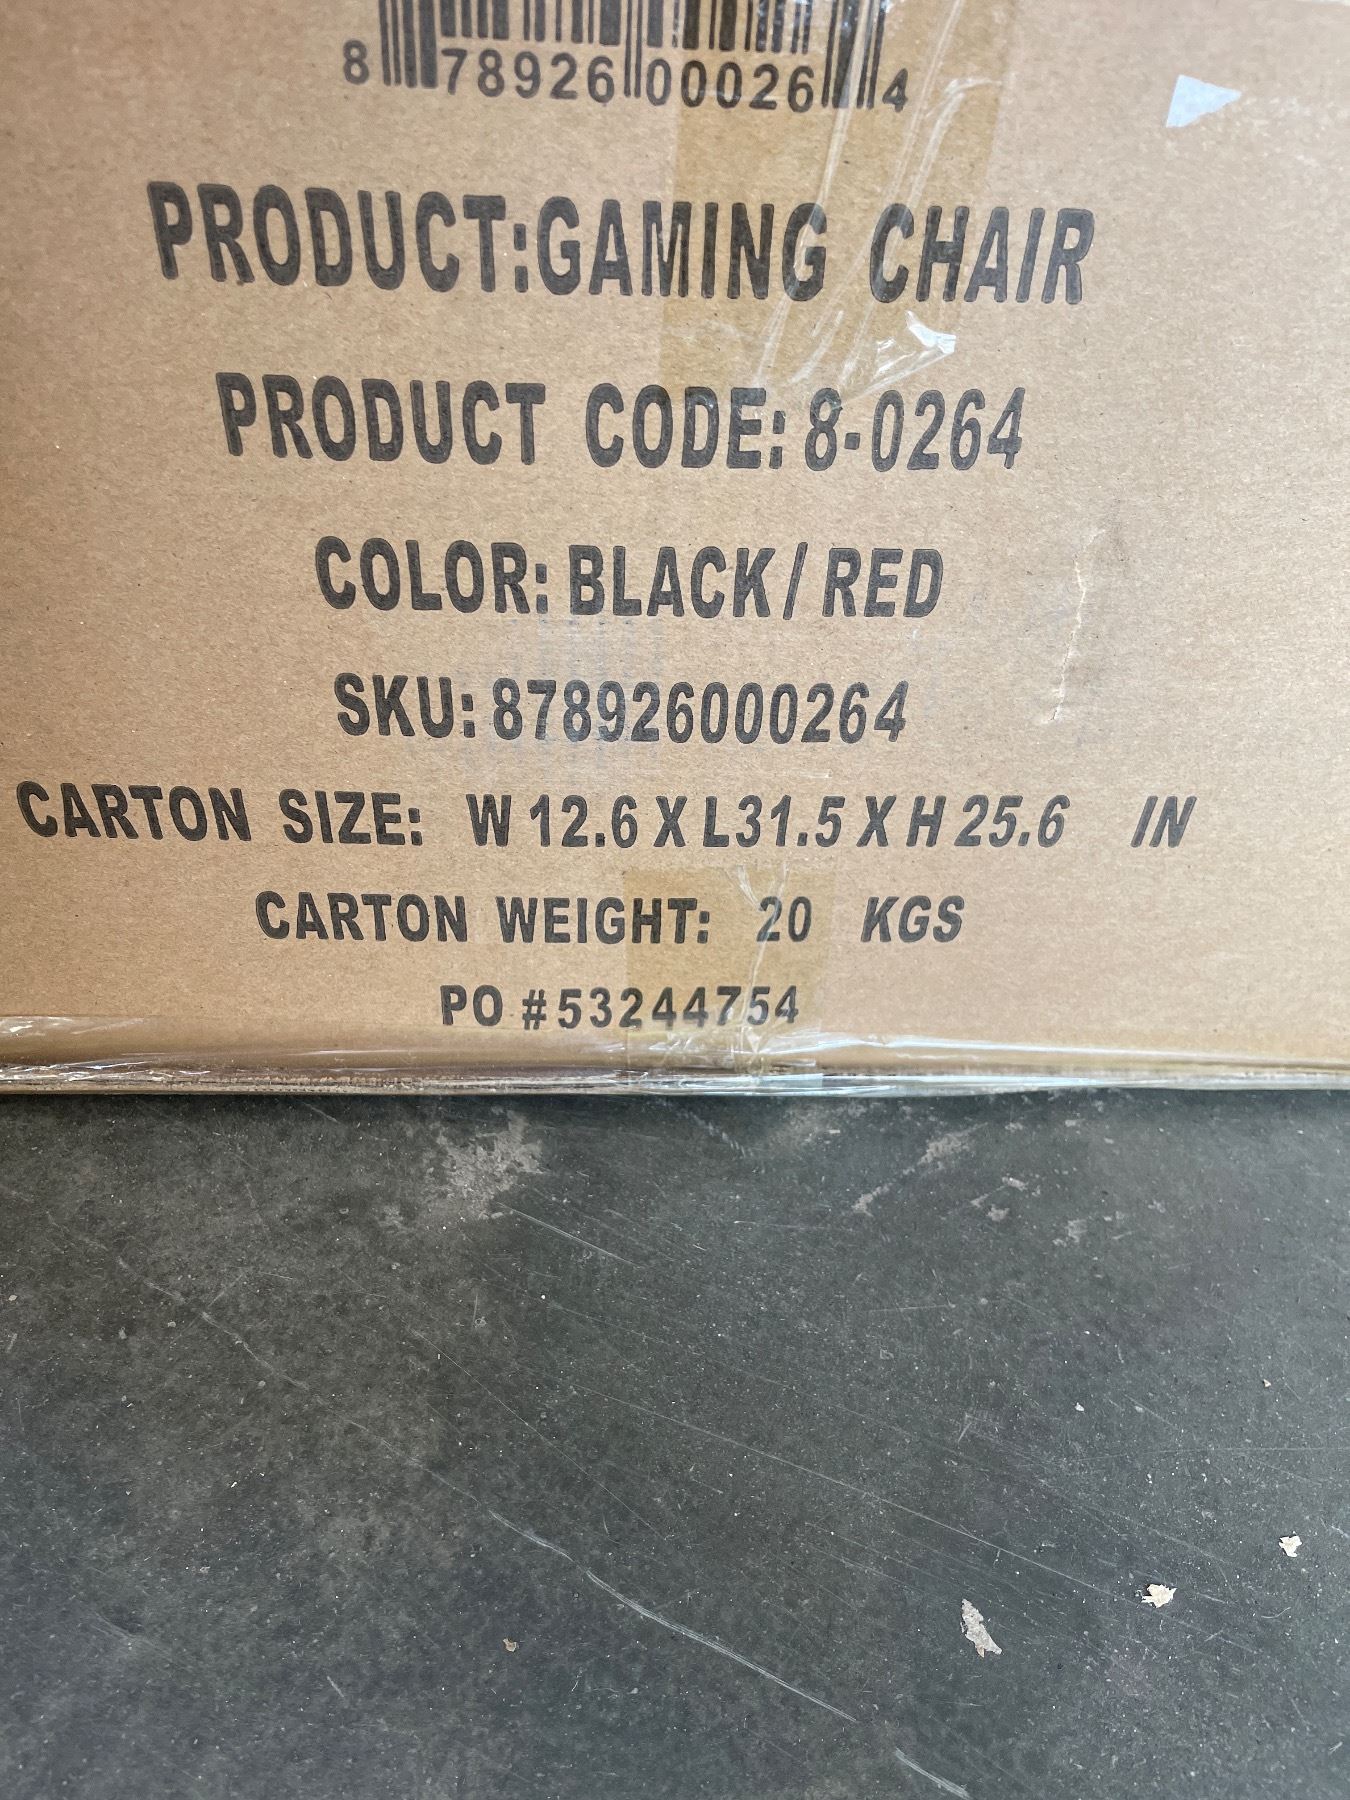 8 78926 00026 4
PRODUCT:GAMING CHAIR
PRODUCT CODE: 8-0264
COLOR: BLACK/RED
SKU: 878926000264
CARTON SIZE: W 12.6 X L31.5 X H 25.6 IN
CARTON WEIGHT: 20 KGS
PO #53244754